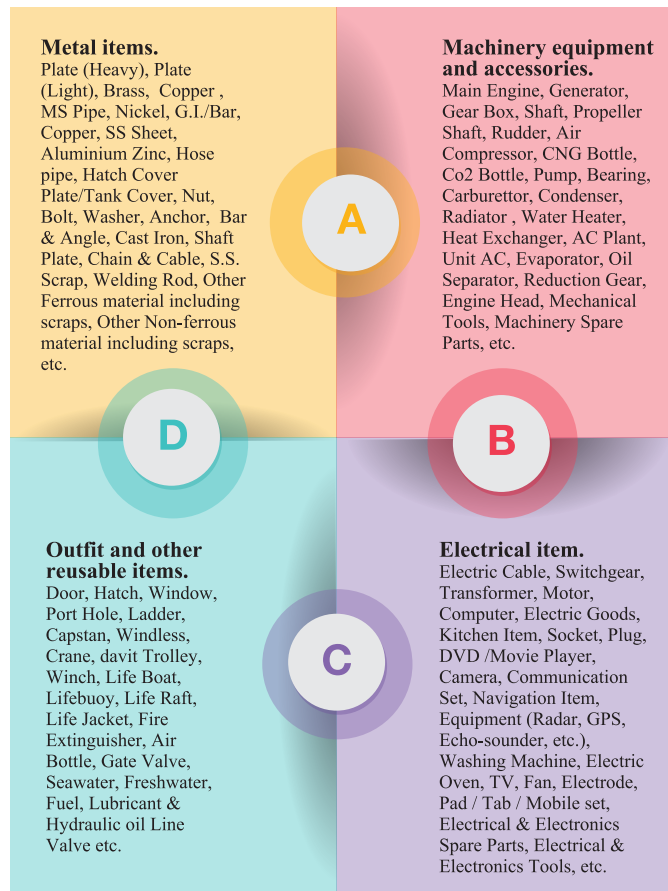 Metal items.
Plate (Heavy), Plate
(Light), Brass,  Copper ,
MS Pipe, Nickel, G.I./Bar,
Copper, SS Sheet,
Aluminium Zinc, Hose
pipe, Hatch Cover
Plate/Tank Cover, Nut,
Bolt, Washer, Anchor,  Bar
& Angle, Cast Iron, Shaft
Plate, Chain & Cable, S.S.
Scrap, Welding Rod, Other
Ferrous material including
scraps, Other Non-ferrous
material including scraps,
etc.
A
Machinery equipment
and accessories.
Main Engine, Generator,
Gear Box, Shaft, Propeller
Shaft, Rudder, Air
Compressor, CNG Bottle,
Co2 Bottle, Pump, Bearing,
Carburettor, Condenser,
Radiator , Water Heater,
Heat Exchanger, AC Plant,
Unit AC, Evaporator, Oil
Separator, Reduction Gear,
Engine Head, Mechanical
Tools, Machinery Spare
Parts, etc.
D
B
Outfit and other
reusable items.
Door, Hatch, Window,
Port Hole, Ladder,
Capstan, Windless,
Crane, davit Trolley,
Winch, Life Boat,
Lifebuoy, Life Raft,
Life Jacket, Fire
Extinguisher, Air
Bottle, Gate Valve,
Seawater, Freshwater,
Fuel, Lubricant &
Hydraulic oil Line
Valve etc.
C
Electrical item.
Electric Cable, Switchgear,
Transformer, Motor,
Computer, Electric Goods,
Kitchen Item, Socket, Plug,
DVD /Movie Player,
Camera, Communication
Set, Navigation Item,
Equipment (Radar, GPS,
Echo-sounder, etc.),
Washing Machine, Electric
Oven, TV, Fan, Electrode,
Pad / Tab / Mobile set,
Electrical & Electronics
Spare Parts, Electrical &
Electronics Tools, etc.